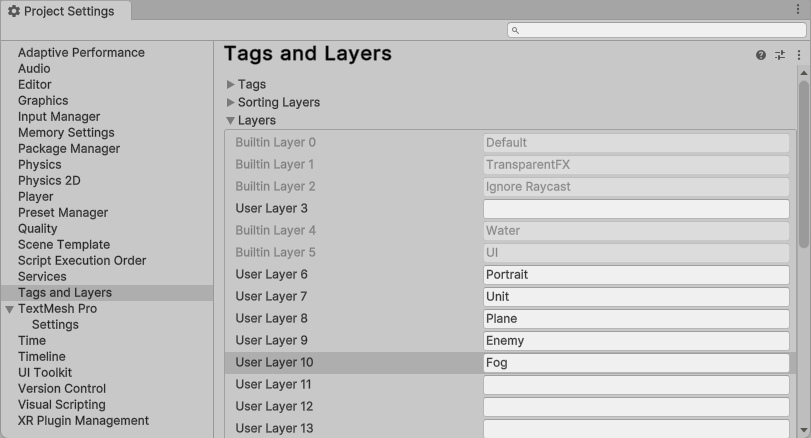 Project Settings
Adaptive Performance
Audio
Editor
Graphics
Input Manager
Memory Settings
Package Manager
Physics
Physics 2D
Player
Preset Manager
Quality
Scene Template
Script Execution Order
Services
Tags and Layers
TextMesh Pro
Settings
Time
Timeline
UI Toolkit
Version Control
Visual Scripting
XR Plugin Management
Tags and Layers
Tags
Sorting Layers
Layers
Builtin Layer 0 Default
Builtin Layer 1 TransparentFX
Builtin Layer 2 Ignore Raycast
User Layer 3
Builtin Layer 4 Water
Builtin Layer 5 UI
User Layer 6 Portrait
User Layer 7 Unit
User Layer 8 Plane
User Layer 9 Enemy
User Layer 10 Fog
User Layer 11
User Layer 12
User Layer 13